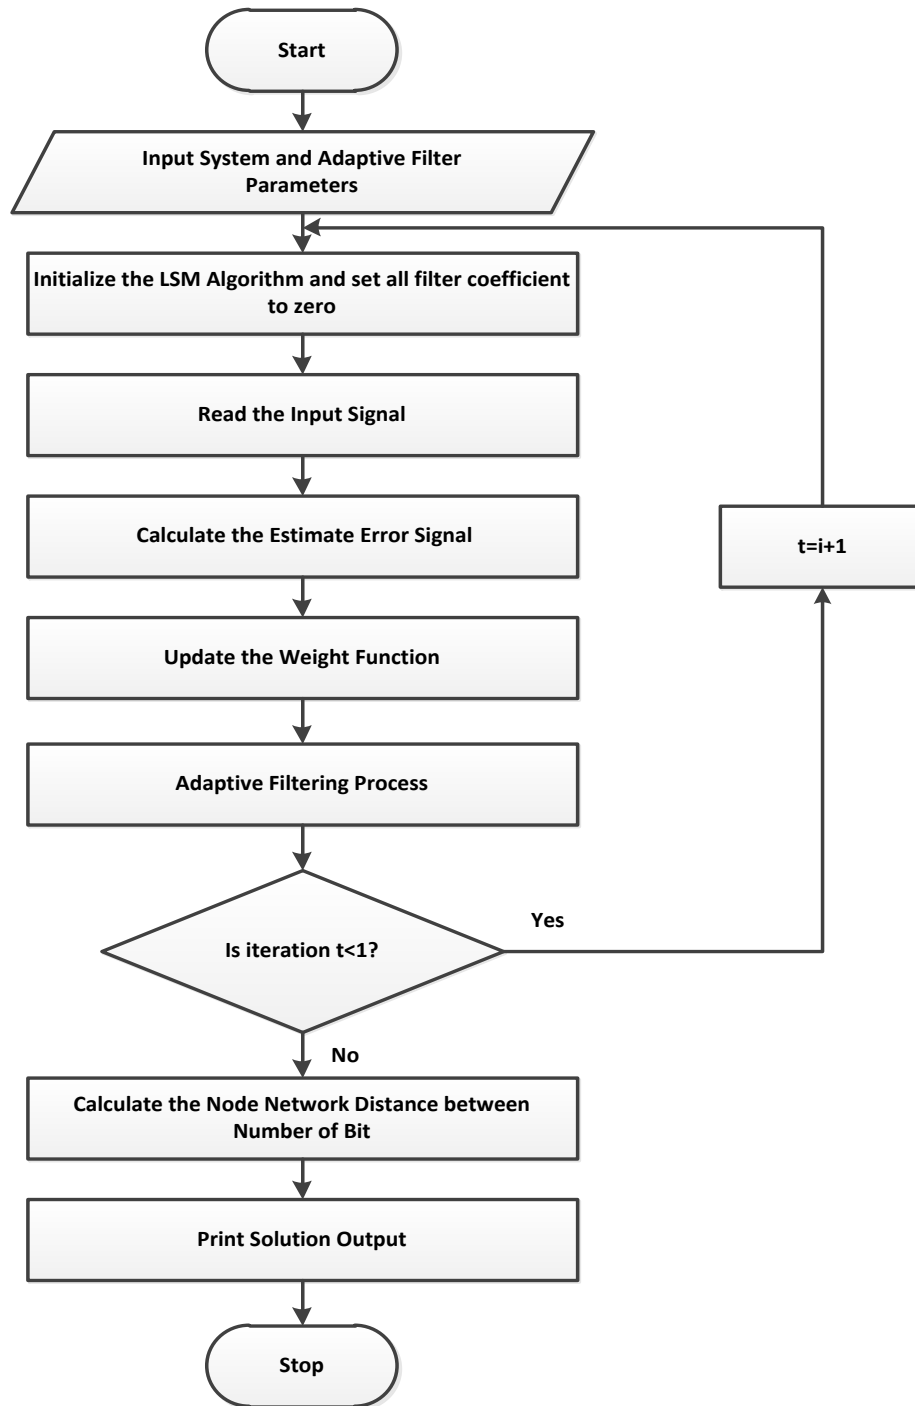 Start
Input System and Adaptive Filter
Parameters
Initialize the LSM Algorithm and set all filter coefficient
to zero
Read the Input Signal
Calculate the Estimate Error Signal
t=i+1
Update the Weight Function
Adaptive Filtering Process
Yes
Is iteration t<1?
No
Calculate the Node Network Distance between
Number of Bit
Print Solution Output
Stop